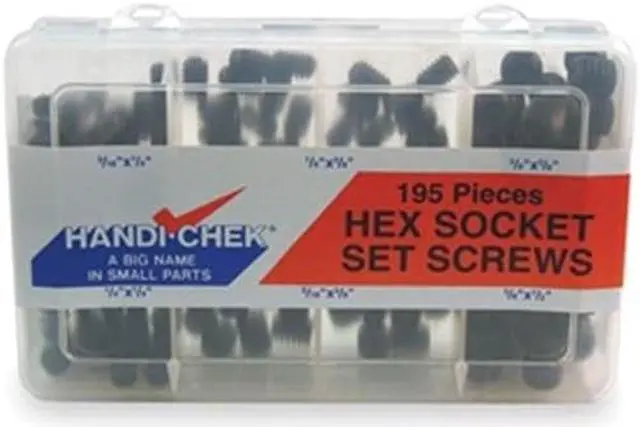 195 Pieces
HEX SOCKET
SET SCREWS
HANDI·CHEK®
A BIG NAME
IN SMALL PARTS